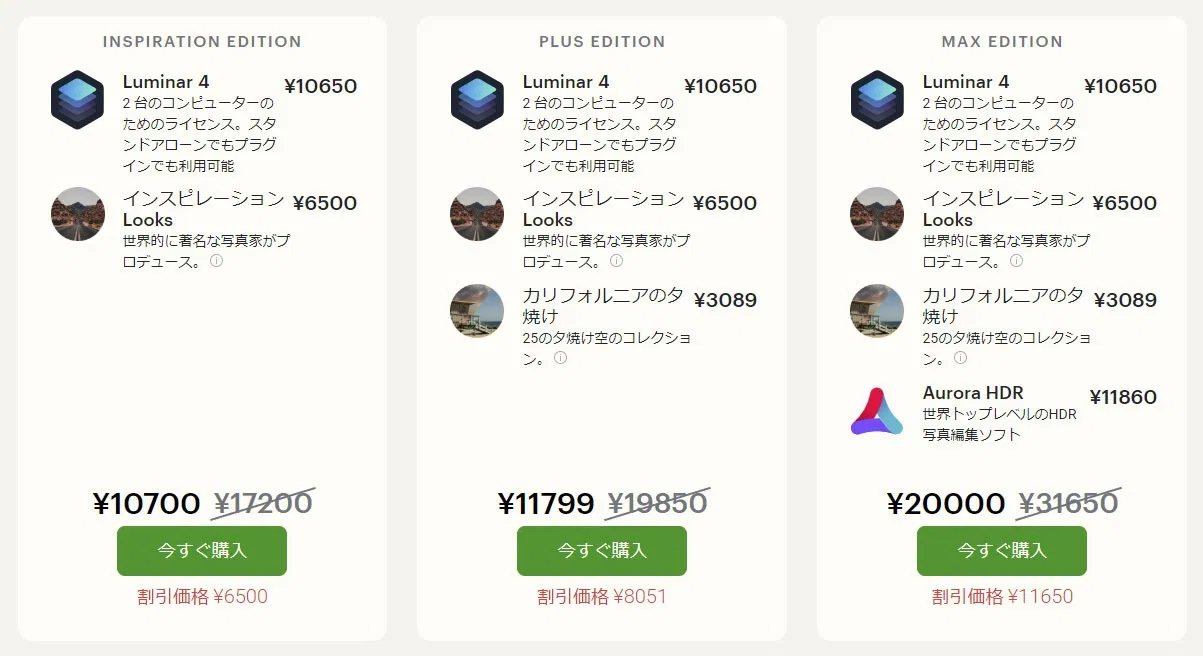 INSPIRATION EDITION
Luminar 4
¥10650
2 台のコンピューターの
ためのライセンス。スタ
ンドアローンでもプラグ
インでも利用可能
インスピレーション
Looks
¥6500
世界的に著名な写真家がプ
ロデュース。 ⓘ
¥10700 ¥17200
今すぐ購入
割引価格 ¥6500
PLUS EDITION
Luminar 4
¥10650
2 台のコンピューターの
ためのライセンス。スタ
ンドアローンでもプラグ
インでも利用可能
インスピレーション
Looks
¥6500
世界的に著名な写真家がプ
ロデュース。 ⓘ
カリフォルニアの夕
焼け
¥3089
25の夕焼け空のコレクショ
ン。 ⓘ
¥11799 ¥19850
今すぐ購入
割引価格 ¥8051
MAX EDITION
Luminar 4
¥10650
2 台のコンピューターの
ためのライセンス。スタ
ンドアローンでもプラグ
インでも利用可能
インスピレーション
Looks
¥6500
世界的に著名な写真家がプ
ロデュース。 ⓘ
カリフォルニアの夕
焼け
¥3089
25の夕焼け空のコレクショ
ン。 ⓘ
Aurora HDR
¥11860
世界トップレベルのHDR
写真編集ソフト
¥20000 ¥31650
今すぐ購入
割引価格 ¥11650